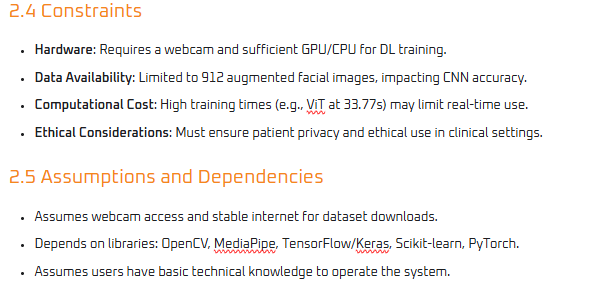 2.4 Constraints
• Hardware: Requires a webcam and sufficient GPU/CPU for DL training.
• Data Availability: Limited to 912 augmented facial images, impacting CNN accuracy.
• Computational Cost: High training times (e.g., ViT at 33.77s) may limit real-time use.
• Ethical Considerations: Must ensure patient privacy and ethical use in clinical settings.
2.5 Assumptions and Dependencies
• Assumes webcam access and stable internet for dataset downloads.
• Depends on libraries: OpenCV, MediaPipe, TensorFlow/Keras, Scikit-learn, PyTorch.
• Assumes users have basic technical knowledge to operate the system.